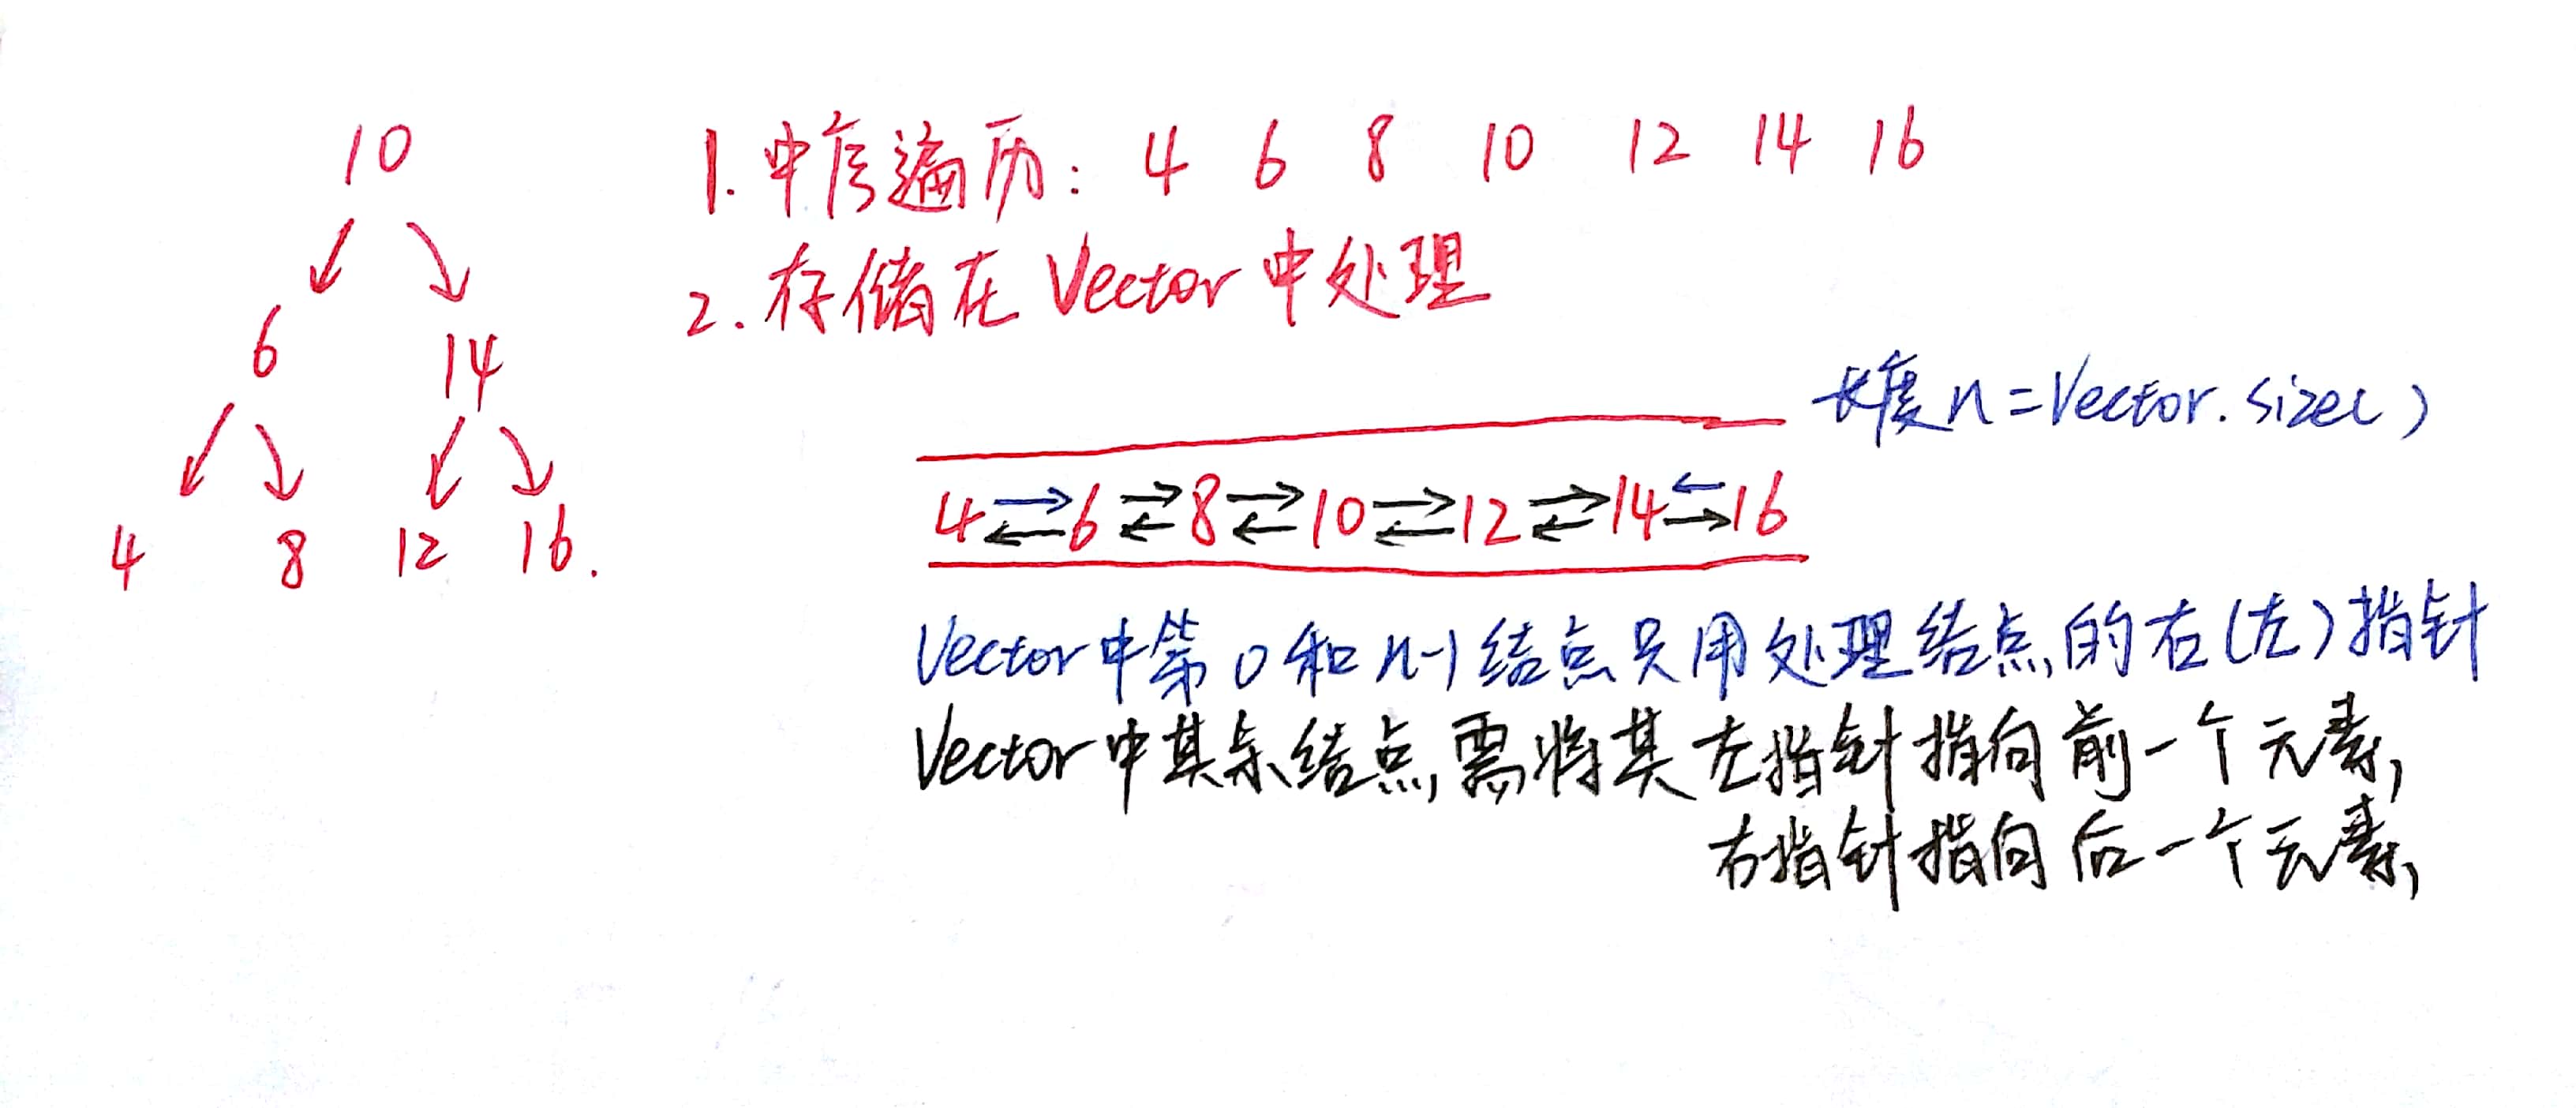 10
6 14
4 8 12 16.
1. 中序遍历: 4 6 8 10 12 14 16
2. 存储在 Vector 中处理
长度 n = Vector. size()
4 6 8 10 12 14 16
Vector 中第 0 和 n-1 结点只用处理结点的右(左)指针
Vector 中其余结点需将其左指针指向前一个元素,
右指针指向后一个元素,